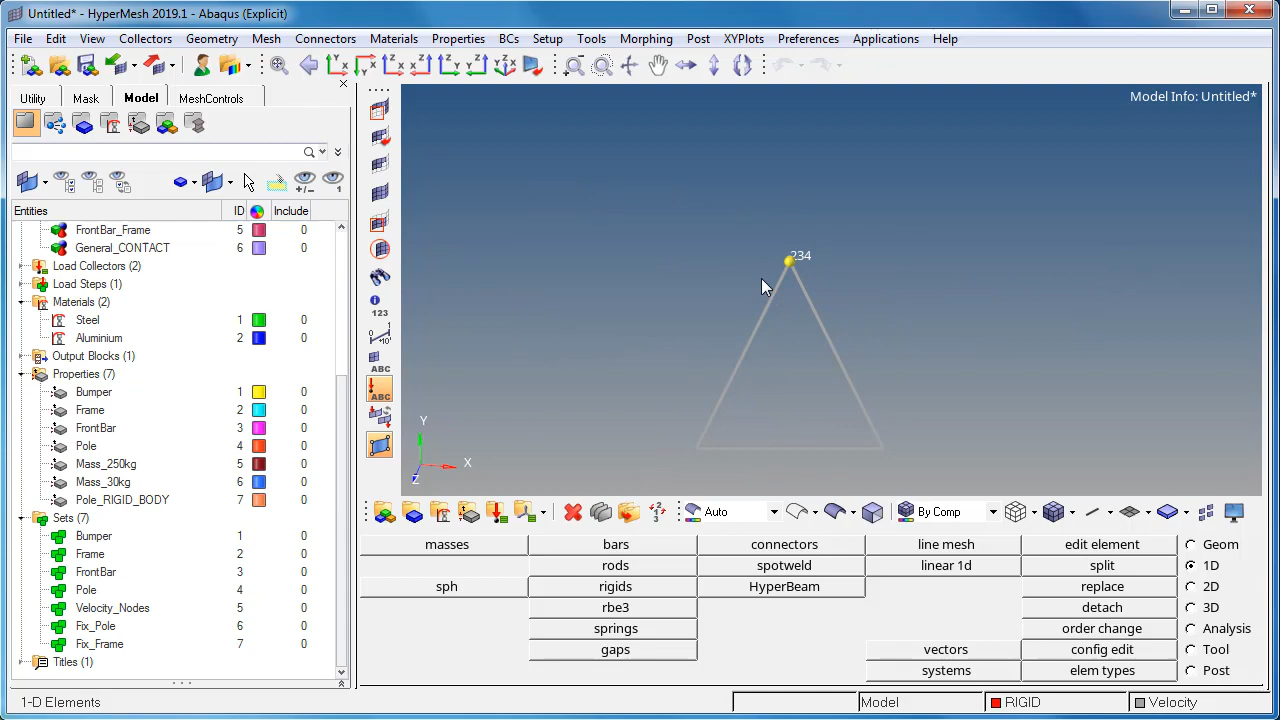 Untitled* - HyperMesh 2019.1 - Abaqus (Explicit)
File Edit View Collectors Geometry Mesh Connectors Materials Properties BCs Setup Tools Morphing Post XYPlots Preferences Applications Help
Utility Mask Model MeshControls
Entities ID Include
FrontBar_Frame 5 0
General_CONTACT 6 0
Load Collectors (2)
Load Steps (1)
Materials (2)
Steel 1 0
Aluminium 2 0
Output Blocks (1)
Properties (7)
Bumper 1 0
Frame 2 0
FrontBar 3 0
Pole 4 0
Mass_250kg 5 0
Mass_30kg 6 0
Pole_RIGID_BODY 7 0
Sets (7)
Bumper 1 0
Frame 2 0
FrontBar 3 0
Pole 4 0
Velocity_Nodes 5 0
Fix_Pole 6 0
Fix_Frame 7 0
Titles (1)
123
ABC
ABC
Model Info: Untitled*
234
Y
X
Z
Auto By Comp
masses bars connectors line mesh edit element Geom
rods spotweld linear 1d split 1D
sph rigids HyperBeam replace 2D
rbe3 detach 3D
springs order change Analysis
gaps vectors config edit Tool
systems elem types Post
1-D Elements Model RIGID Velocity